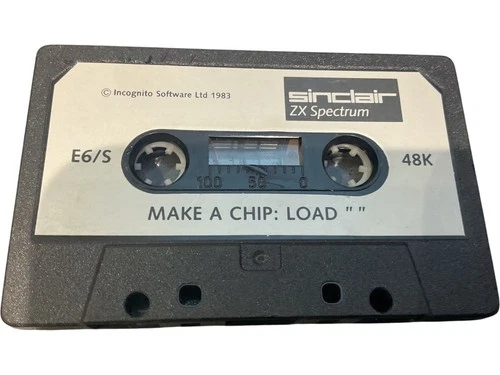 © Incognito Software Ltd 1983
sinclair
ZX Spectrum
E6/S
48K
100 50 0
MAKE A CHIP: LOAD " "